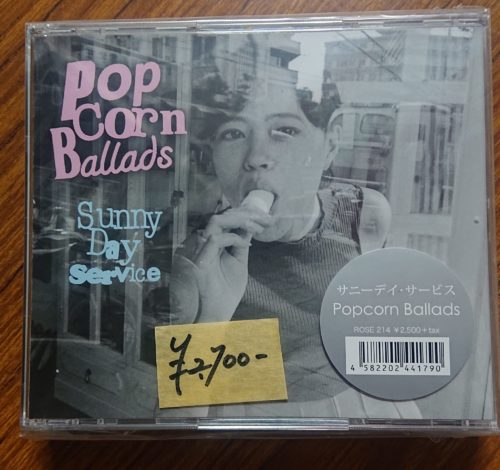 Pop
Corn
Ballads
Sunny
Day
Service
サニーデイ・サービス
Popcorn Ballads
ROSE 214 ￥2,500+tax
4 582202 441790
¥2,700-